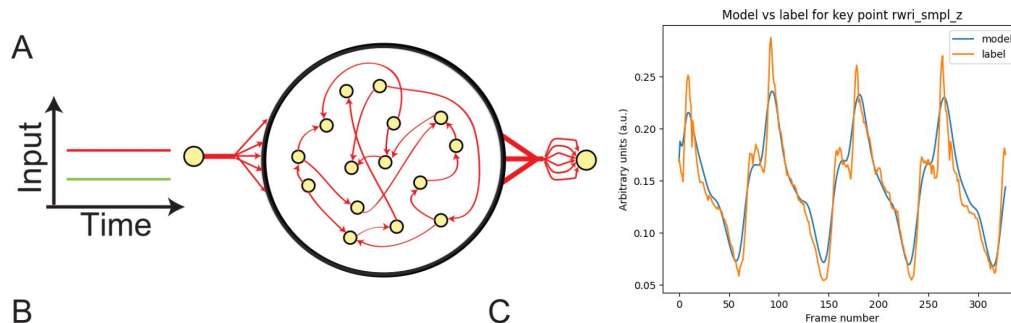 A
Input
Time
B
C
Model vs label for key point rwri_smpl_z
model
label
Arbitrary units (a.u.)
0.25
0.20
0.15
0.10
0.05
0
50
100
150
200
250
300
Frame number